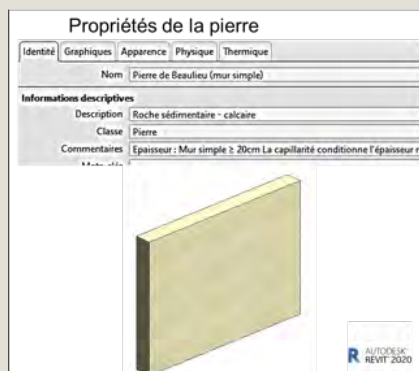 Propriétés de la pierre
Identité Graphiques Apparence Physique Thermique
Nom Pierre de Beaulieu (mur simple)
Informations descriptives
Description Roche sédimentaire - calcaire
Classe Pierre
Commentaires Epaisseur : Mur simple ≥ 20cm La capillarité conditionne l'épaisseur
R AUTODESK
REVIT 2020